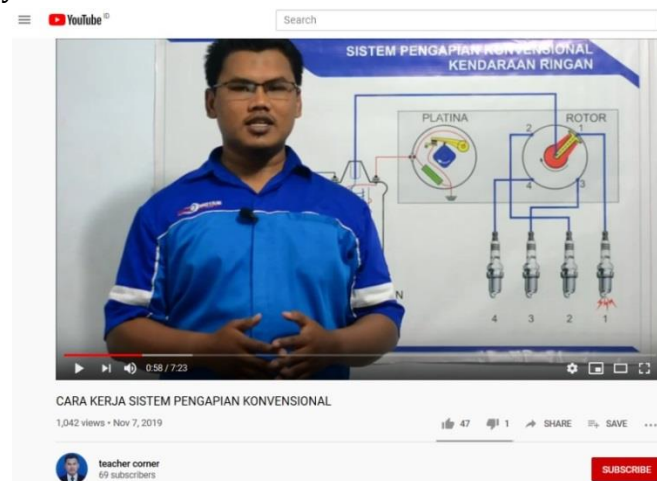 YouTube ID
Search
SISTEM PENGAPIAN KONVENSIONAL
KENDARAAN RINGAN
PLATINA
ROTOR
2 1
4 3
N
4 3 2 1
0:58 / 7:23
CARA KERJA SISTEM PENGAPIAN KONVENSIONAL
1,042 views • Nov 7, 2019
47 1 SHARE SAVE
teacher corner
69 subscribers
SUBSCRIBE